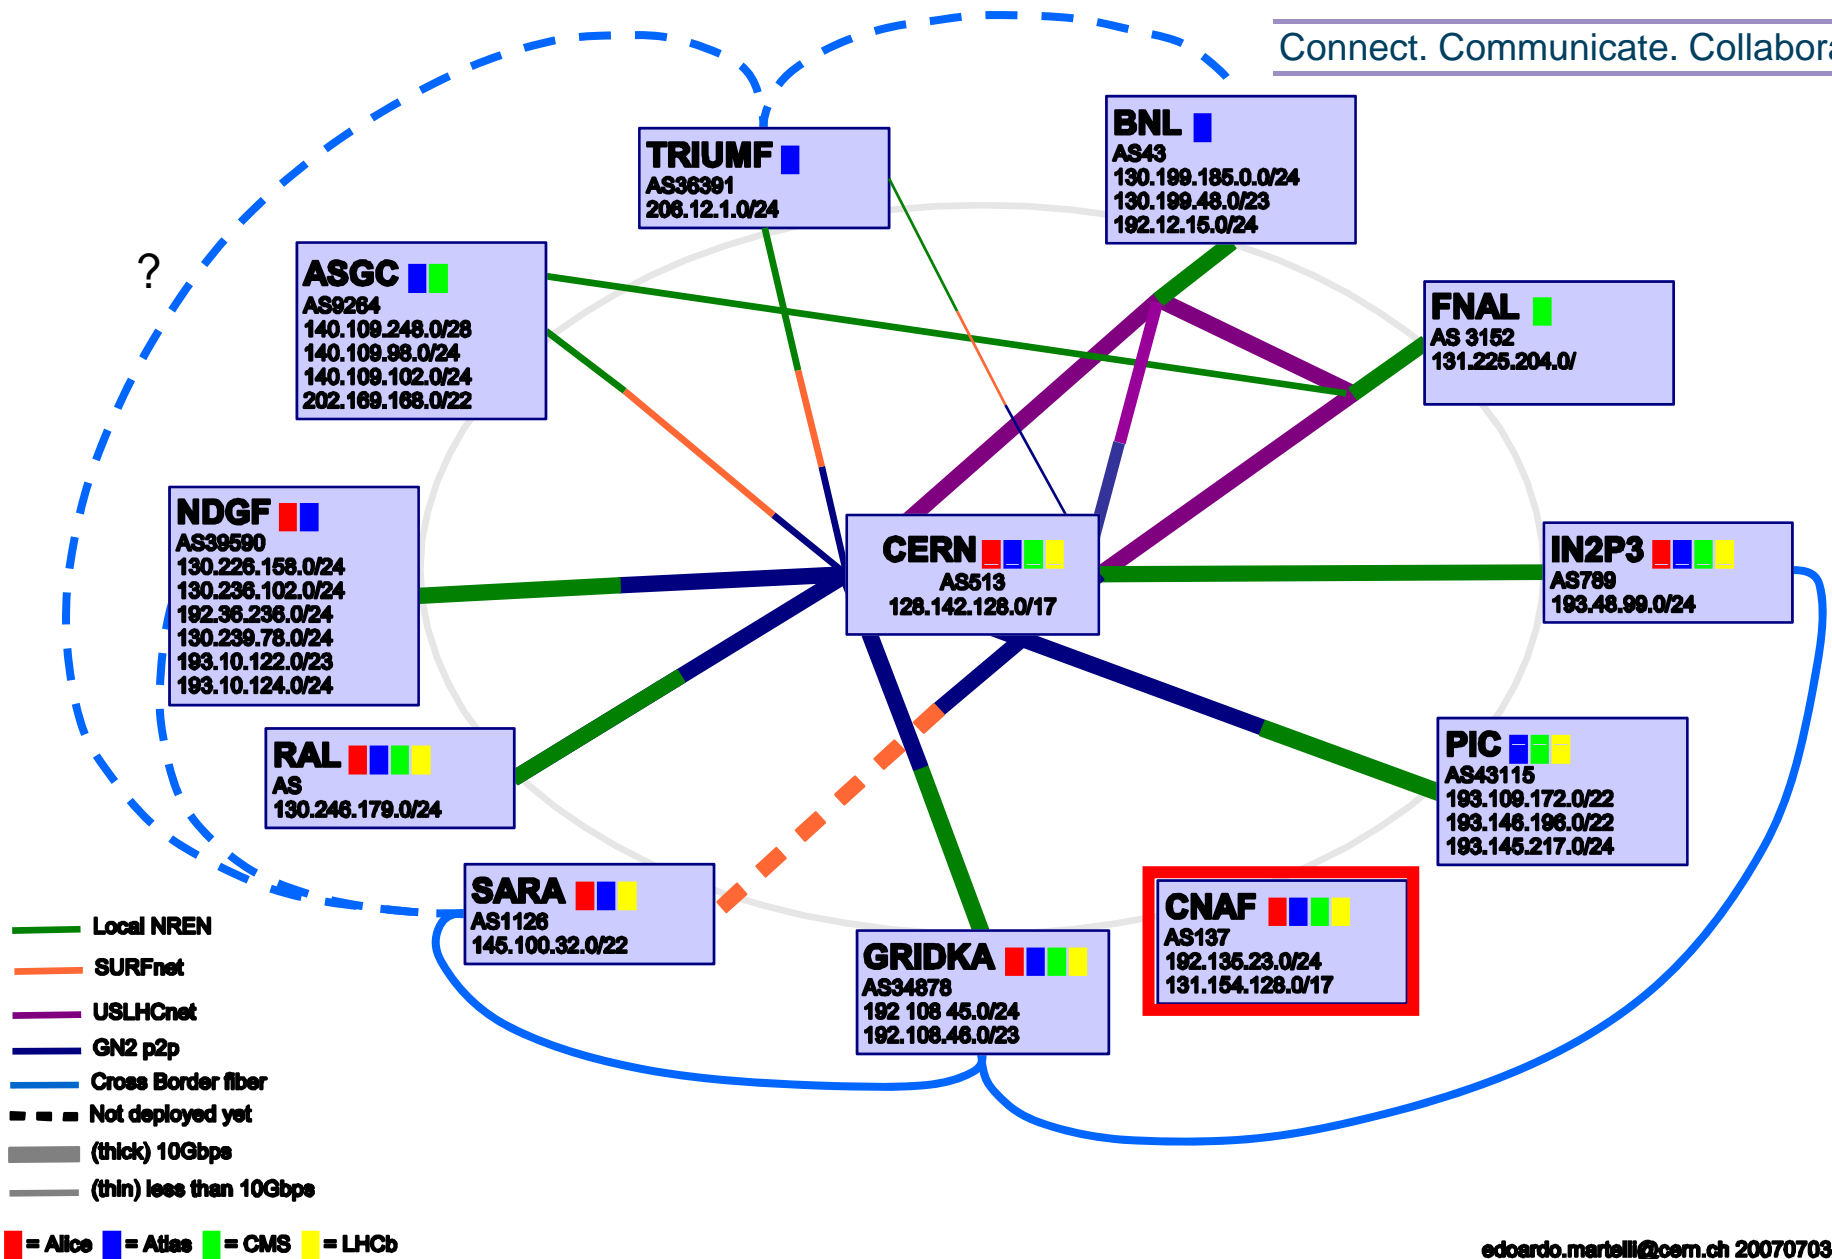 Connect. Communicate. Collabora
BNL
AS43
130.199.185.0.0/24
130.199.48.0/23
192.12.15.0/24
TRIUMF
AS36391
206.12.1.0/24
?
ASGC
AS9264
140.109.248.0/28
140.109.98.0/24
140.109.102.0/24
202.169.168.0/22
FNAL
AS 3152
131.225.204.0/
NDGF
AS39590
130.226.158.0/24
130.236.102.0/24
192.36.236.0/24
130.239.78.0/24
193.10.122.0/23
193.10.124.0/24
CERN
AS513
128.142.128.0/17
IN2P3
AS789
193.48.99.0/24
RAL
AS
130.246.179.0/24
PIC
AS43115
193.109.172.0/22
193.146.196.0/22
193.145.217.0/24
SARA
AS1126
145.100.32.0/22
CNAF
AS137
192.135.23.0/24
131.154.128.0/17
GRIDKA
AS34878
192 108 45.0/24
192.108.46.0/23
Local NREN
SURFnet
USLHCnet
GN2 p2p
Cross Border fiber
Not deployed yet
(thick) 10Gbps
(thin) less than 10Gbps
= Alice = Atlas = CMS = LHCb
edoardo.martelli@cern.ch 20070703